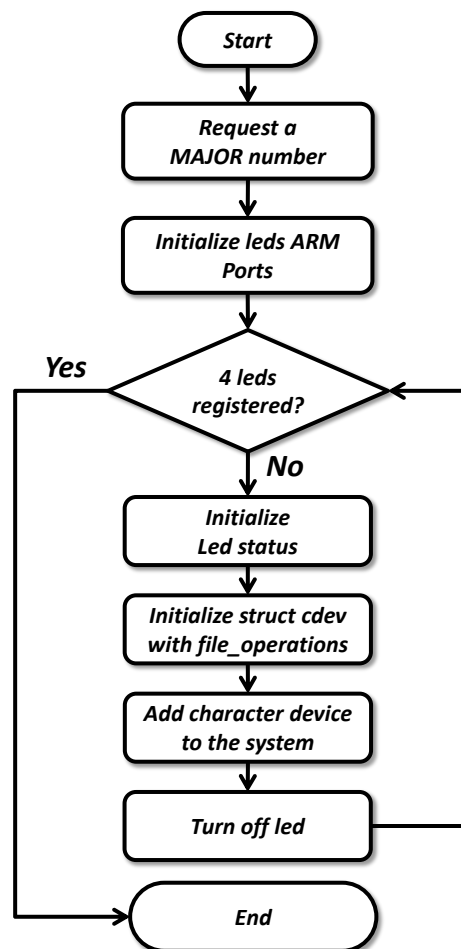 Start
Request a
MAJOR number
Initialize leds ARM
Ports
Yes
4 leds
registered?
No
Initialize
Led status
Initialize struct cdev
with file_operations
Add character device
to the system
Turn off led
End